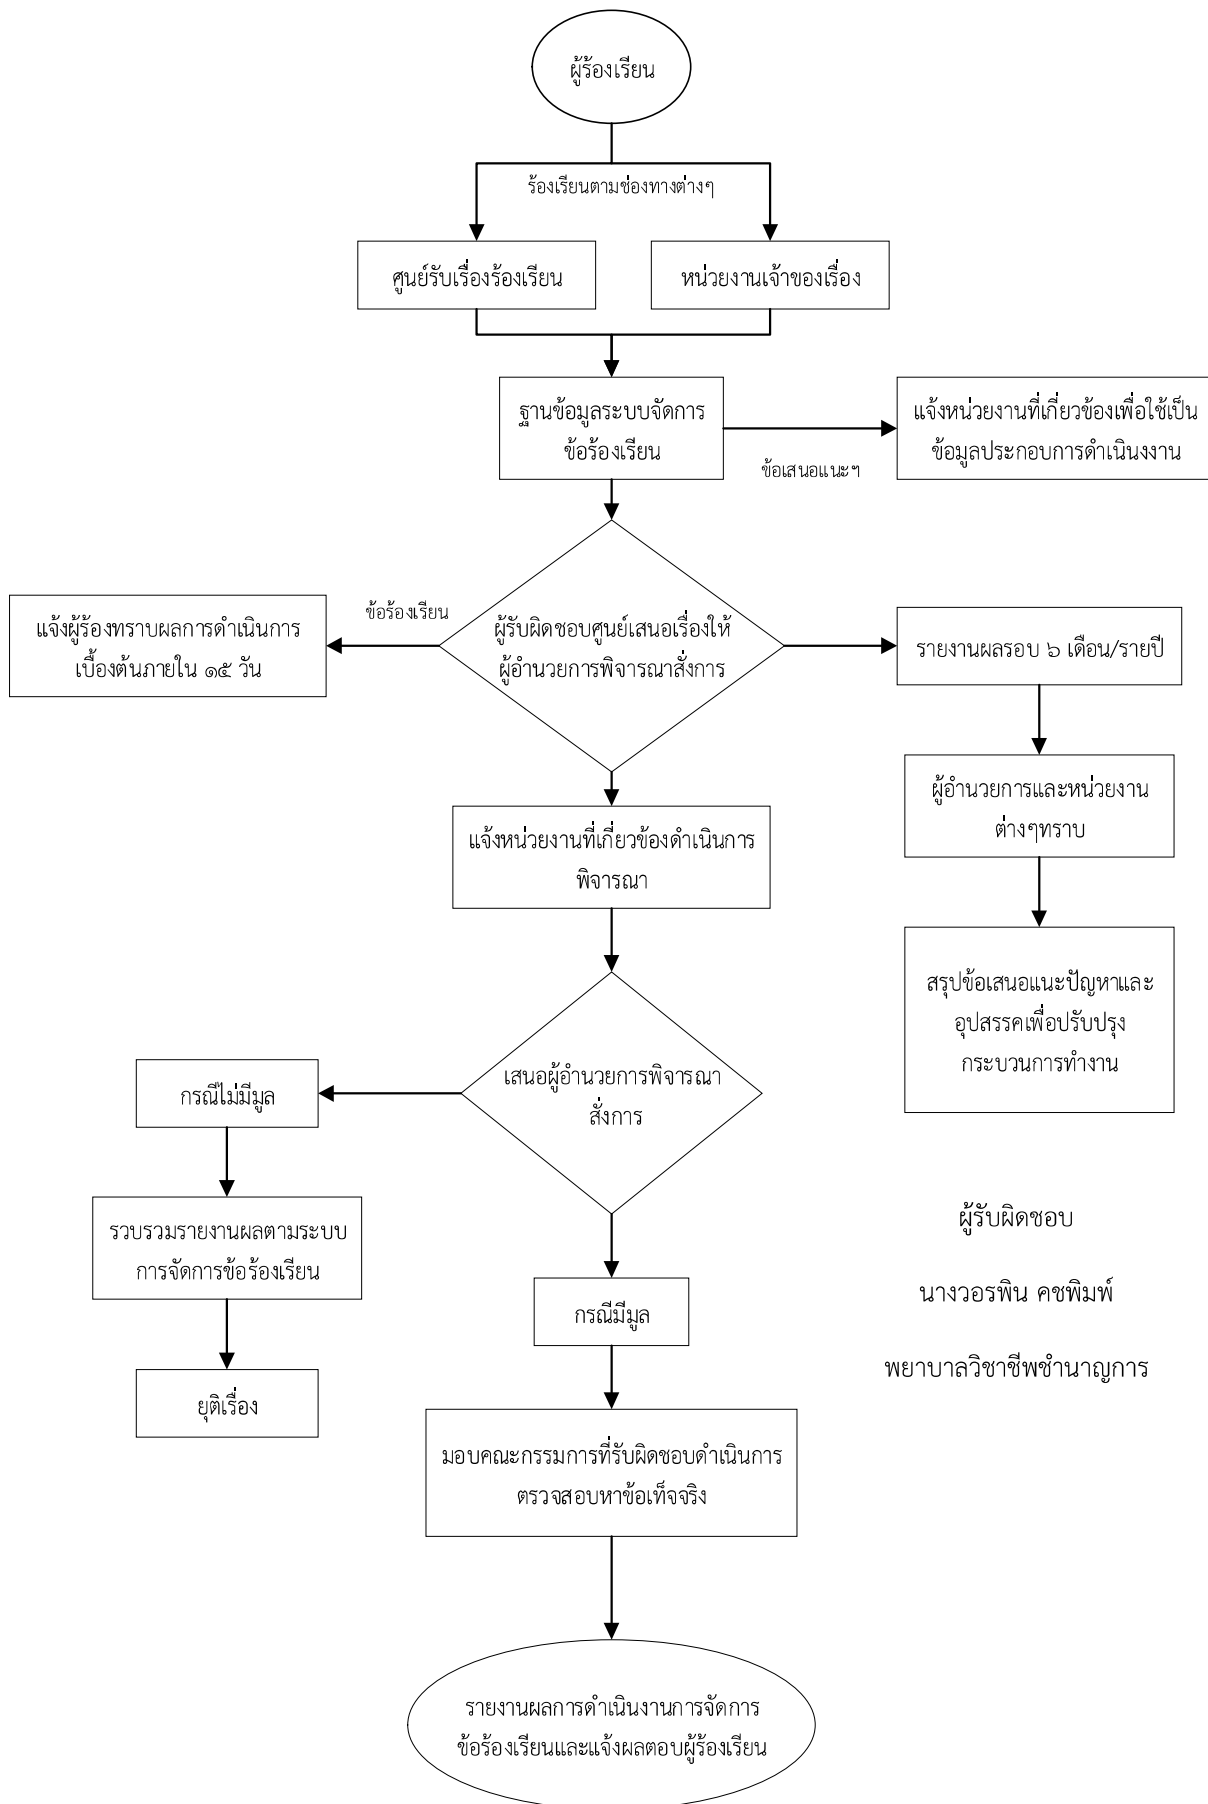 ผู้ร้องเรียน
ร้องเรียนตามช่องทางต่างๆ
ศูนย์รับเรื่องร้องเรียน
หน่วยงานเจ้าของเรื่อง
ฐานข้อมูลระบบจัดการ
ข้อร้องเรียน
ข้อเสนอแนะฯ
แจ้งหน่วยงานที่เกี่ยวข้องเพื่อใช้เป็น
ข้อมูลประกอบการดำเนินงงาน
ผู้รับผิดชอบศูนย์เสนอเรื่องให้
ผู้อำนวยการพิจารณาสั่งการ
ข้อร้องเรียน
แจ้งผู้ร้องทราบผลการดำเนินการ
เบื้องต้นภายใน ๑๕ วัน
รายงานผลรอบ ๖ เดือน/รายปี
ผู้อำนวยการและหน่วยงาน
ต่างๆทราบ
สรุปข้อเสนอแนะปัญหาและ
อุปสรรคเพื่อปรับปรุง
กระบวนการทำงาน
แจ้งหน่วยงานที่เกี่ยวข้องดำเนินการ
พิจารณา
เสนอผู้อำนวยการพิจารณา
สั่งการ
กรณีไม่มีมูล
รวบรวมรายงานผลตามระบบ
การจัดการข้อร้องเรียน
ยุติเรื่อง
กรณีมีมูล
มอบคณะกรรมการที่รับผิดชอบดำเนินการ
ตรวจสอบหาข้อเท็จจริง
รายงานผลการดำเนินงานการจัดการ
ข้อร้องเรียนและแจ้งผลตอบผู้ร้องเรียน
ผู้รับผิดชอบ
นางวอรพิน คชพิมพ์
พยาบาลวิชาชีพชำนาญการ